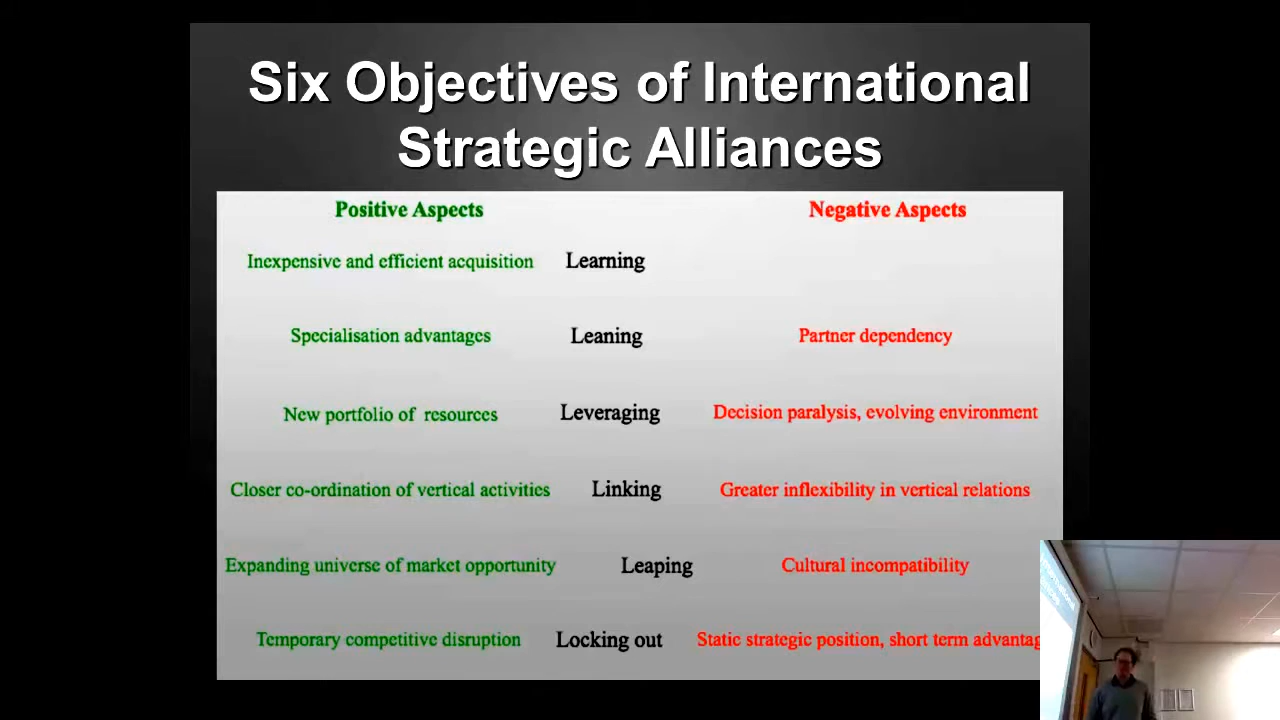 Six Objectives of International
Strategic Alliances
Positive Aspects Negative Aspects
Inexpensive and efficient acquisition Learning
Specialisation advantages Leaning Partner dependency
New portfolio of resources Leveraging Decision paralysis, evolving environment
Closer co-ordination of vertical activities Linking Greater inflexibility in vertical relations
Expanding universe of market opportunity Leaping Cultural incompatibility
Temporary competitive disruption Locking out Static strategic position, short term